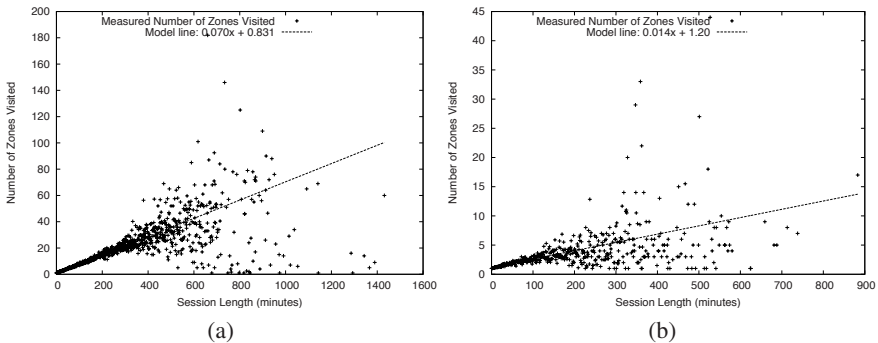 200
180
160
140
120
100
80
60
40
20
0
Number of Zones Visited
Measured Number of Zones Visited
Model line: 0.070x + 0.831
0 200 400 600 800 1000 1200 1400 1600
Session Length (minutes)
(a)
45
40
35
30
25
20
15
10
5
0
Number of Zones Visited
Measured Number of Zones Visited
Model line: 0.014x + 1.20
0 100 200 300 400 500 600 700 800 900
Session Length (minutes)
(b)